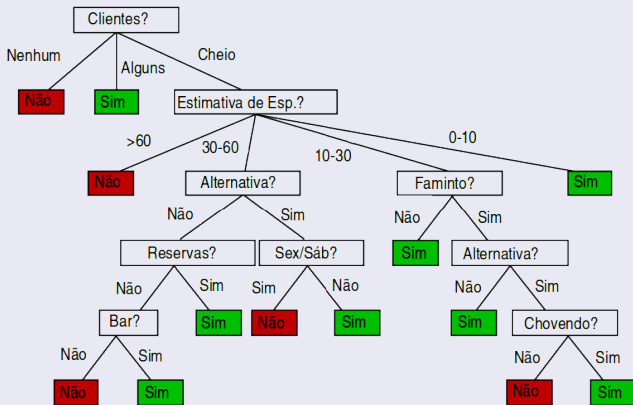 Clientes?
Nenhum Alguns Cheio
Não Sim Estimativa de Esp.?
>60 30-60 10-30 0-10
Não Alternativa? Faminto? Sim
Não Sim Não Sim
Reservas? Sex/Sáb? Sim Alternativa?
Não Sim Sim Não Não Sim
Bar? Sim Não Sim Sim Chovendo?
Não Sim Não Sim
Não Sim Não Sim